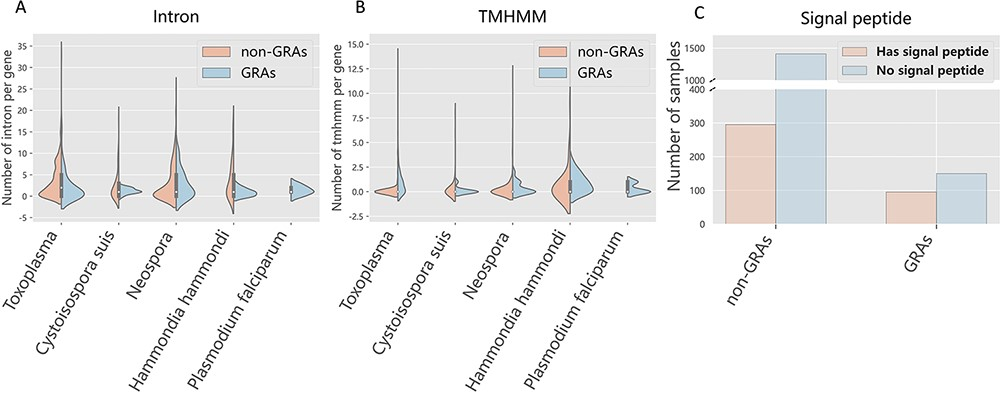 A
Intron
Number of intron per gene
35
30
25
20
15
10
5
0
-5
non-GRAs
GRAs
Toxoplasma
Cystoisospora suis
Neospora
Hammondia hammondi
Plasmodium falciparum
B
TMHMM
Number of tmhmm per gene
15.0
12.5
10.0
7.5
5.0
2.5
0.0
-2.5
non-GRAs
GRAs
Toxoplasma
Cystoisospora suis
Neospora
Hammondia hammondi
Plasmodium falciparum
C
Signal peptide
Number of samples
1500
1000
400
300
200
100
0
Has signal peptide
No signal peptide
non-GRAs
GRAs